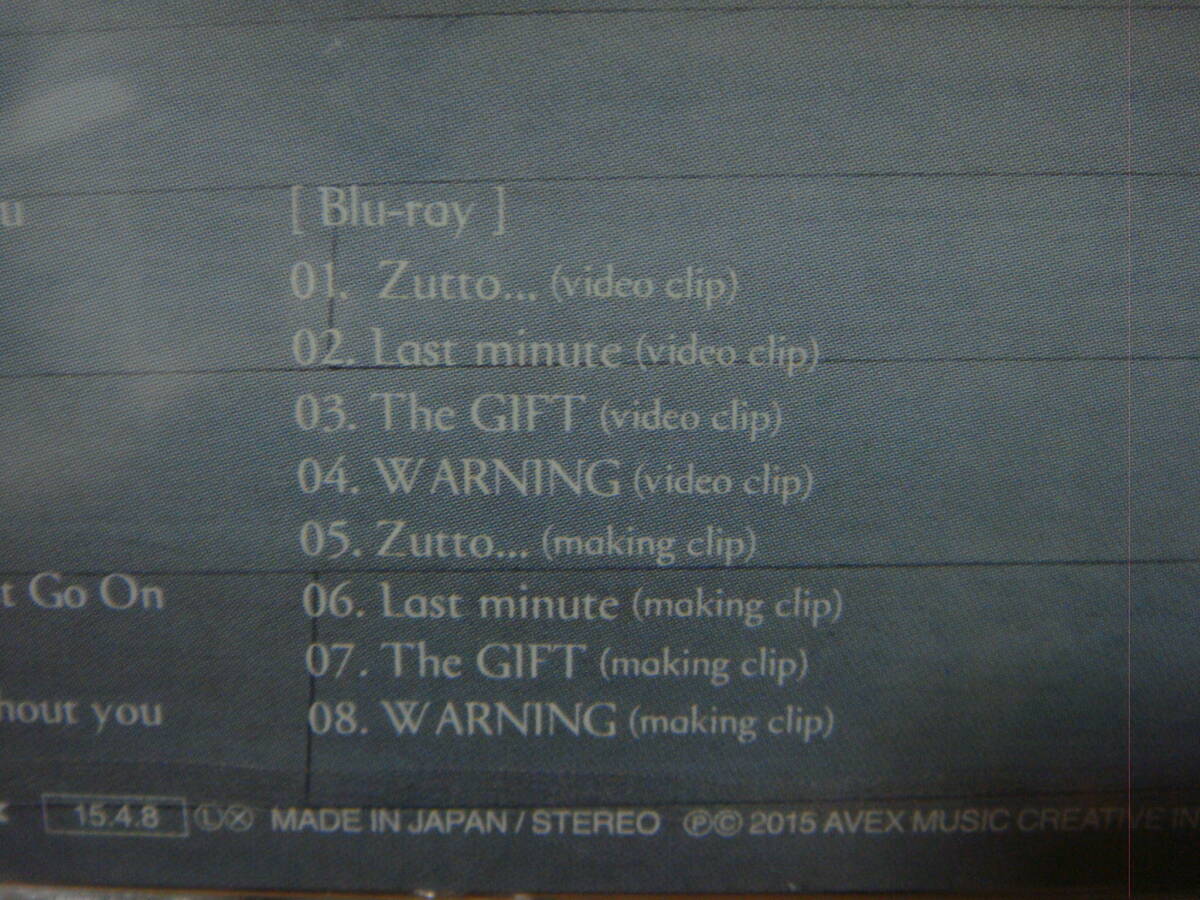 u
[ Blu-ray ]
01. Zutto... (video clip)
02. Last minute (video clip)
03. The GIFT (video clip)
04. WARNING (video clip)
05. Zutto... (making clip)
t Go On
06. Last minute (making clip)
07. The GIFT (making clip)
hout you
08. WARNING (making clip)
15.4.8 Ⓛⓧ MADE IN JAPAN / STEREO ℗© 2015 AVEX MUSIC CREATIVE IN